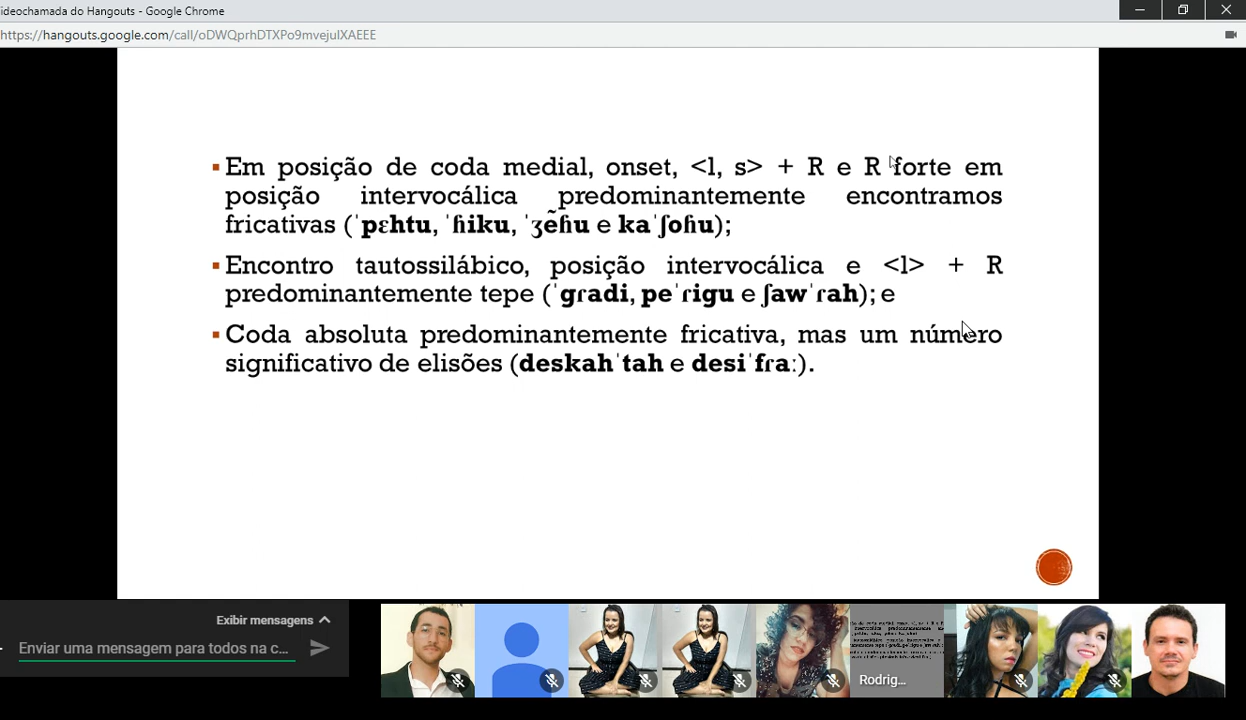 ideochamada do Hangouts - Google Chrome
https://hangouts.google.com/call/oDWQprhDTXPo9mvejuIXAEEE
Em posição de coda medial, onset, <l, s> + R e R forte em
posição intervocálica predominantemente encontramos
fricativas (ˈpɛhtu, ˈɦiku, ˈʒẽɦu e kaˈʃoɦu);
Encontro tautossilábico, posição intervocálica e <l> + R
predominantemente tepe (ˈgɾadi, peˈɾigu e ʃawˈɾah); e
Coda absoluta predominantemente fricativa, mas um número
significativo de elisões (deskahˈtah e desiˈfɾaː).
Exibir mensagens
Enviar uma mensagem para todos na c...
Rodrig...